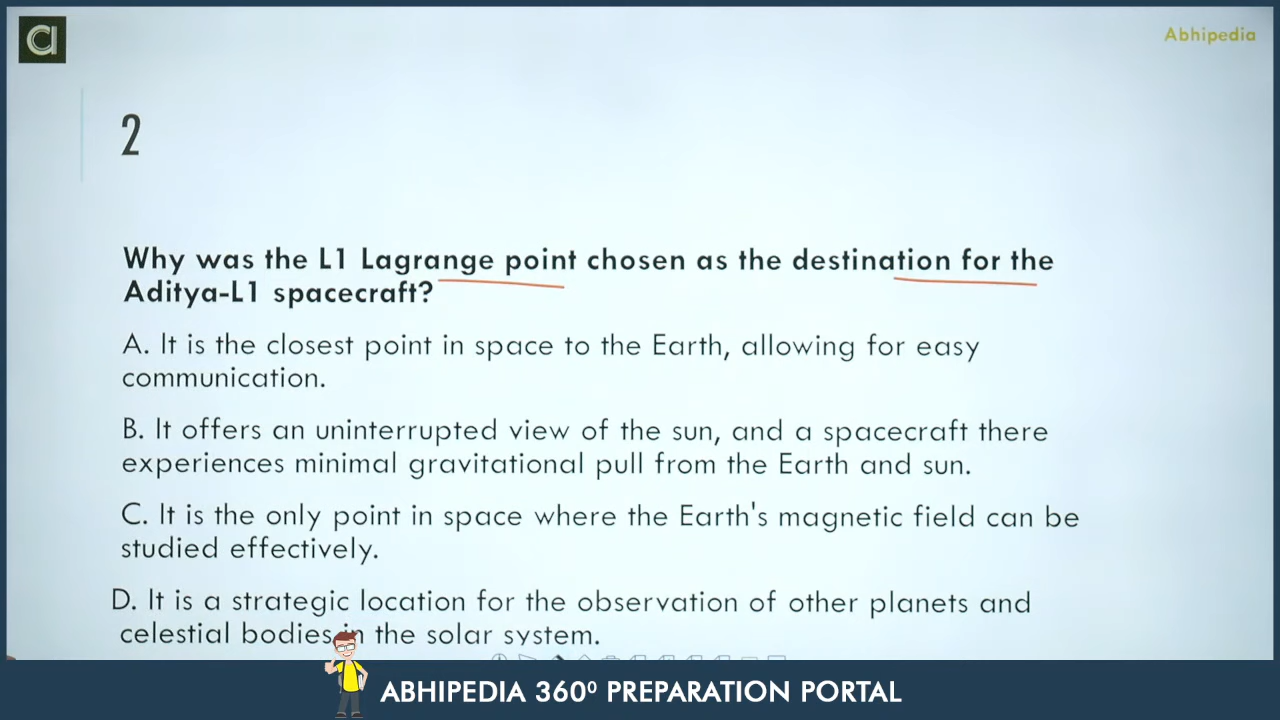 Abhipedia
2
Why was the L1 Lagrange point chosen as the destination for the
Aditya-L1 spacecraft?
A. It is the closest point in space to the Earth, allowing for easy
communication.
B. It offers an uninterrupted view of the sun, and a spacecraft there
experiences minimal gravitational pull from the Earth and sun.
C. It is the only point in space where the Earth's magnetic field can be
studied effectively.
D. It is a strategic location for the observation of other planets and
celestial bodies in the solar system.
ABHIPEDIA 360⁰ PREPARATION PORTAL